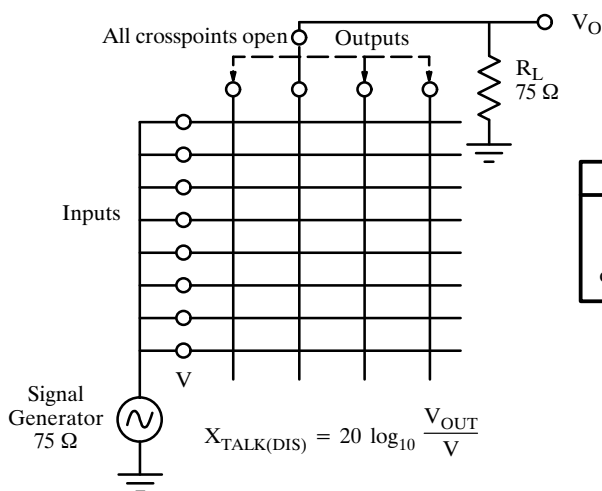 V_O
All crosspoints open
Outputs
R_L
75 Ω
Inputs
V
Signal
Generator
75 Ω
X_TALK(DIS) = 20 log_10 V_OUT / V